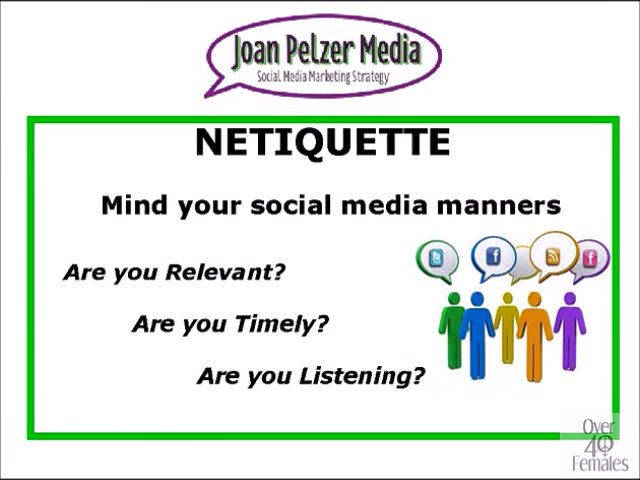 Joan Pelzer Media
Social Media Marketing Strategy
NETIQUETTE
Mind your social media manners
Are you Relevant?
Are you Timely?
Are you Listening?
t
f
f
Over
40
Females